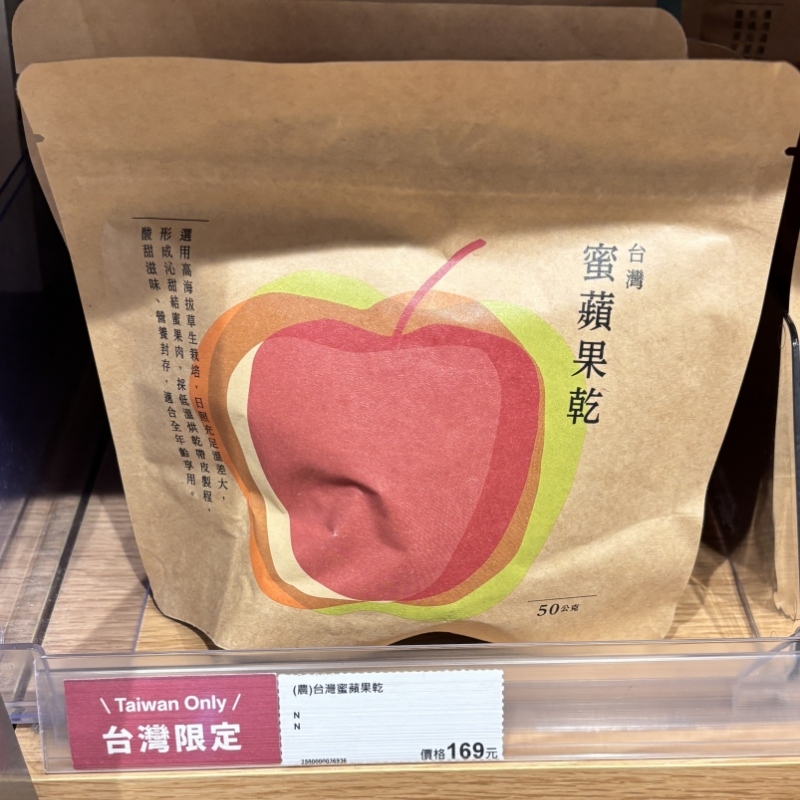 台灣
蜜蘋果乾
選用高海拔草生栽培，日照充足溫差大，
形成沁甜結蜜果肉，採低溫烘乾帶皮製程，
酸甜滋味、營養封存，適合全年齡享用。
50公克
\ Taiwan Only /
台灣限定
(農)台灣蜜蘋果乾
N
N
價格169元